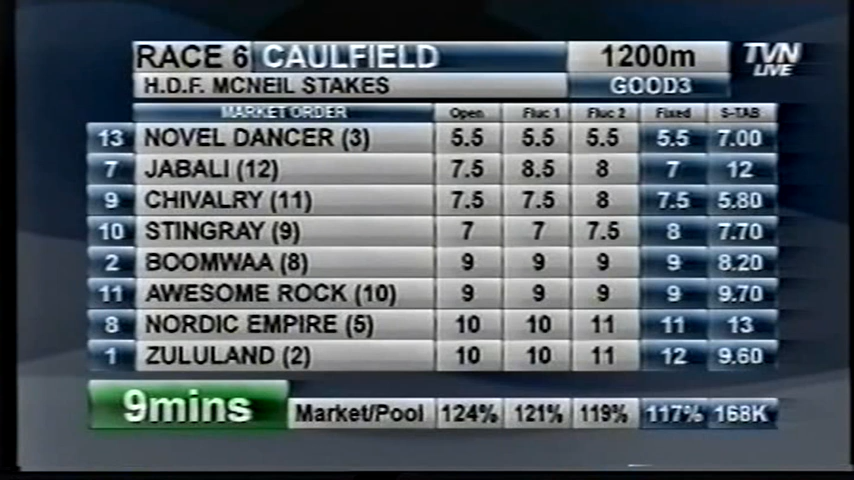 RACE 6 CAULFIELD 1200m TVN LIVE
H.D.F. MCNEIL STAKES GOOD3
MARKET ORDER Open Fluc 1 Fluc 2 Fixed S-TAB
13 NOVEL DANCER (3) 5.5 5.5 5.5 5.5 7.00
7 JABALI (12) 7.5 8.5 8 7 12
9 CHIVALRY (11) 7.5 7.5 8 7.5 5.80
10 STINGRAY (9) 7 7 7.5 8 7.70
2 BOOMWAA (8) 9 9 9 9 8.20
11 AWESOME ROCK (10) 9 9 9 9 9.70
8 NORDIC EMPIRE (5) 10 10 11 11 13
1 ZULULAND (2) 10 10 11 12 9.60
9mins Market/Pool 124% 121% 119% 117% 168K